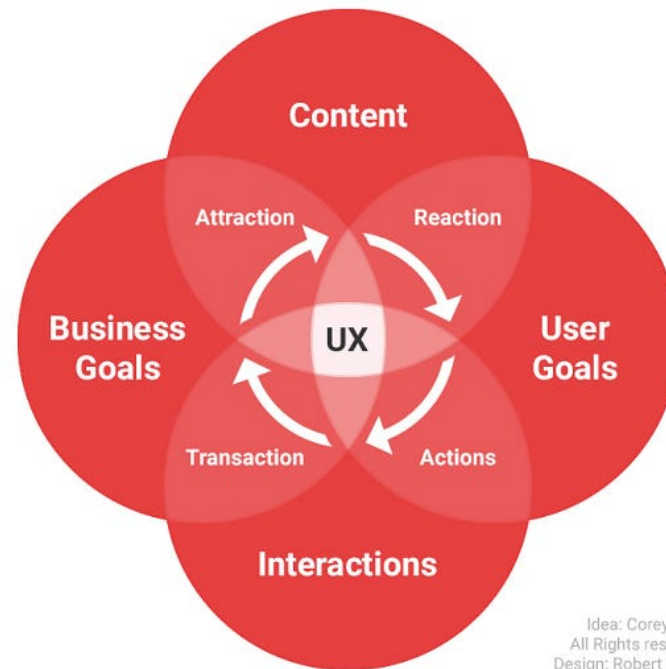 Content
Attraction
Reaction
Business
Goals
UX
User
Goals
Transaction
Actions
Interactions
Idea: Corey
All Rights res
Design: Robert